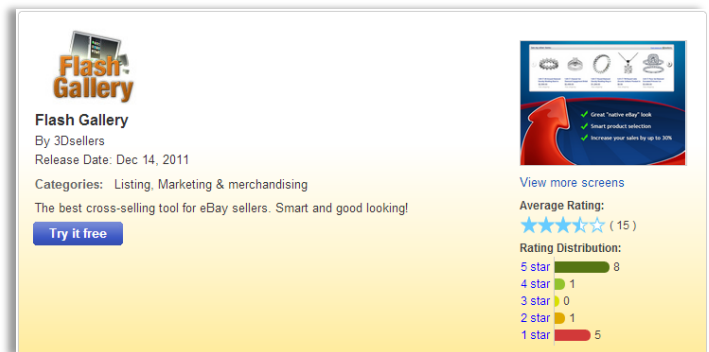 Flash
Gallery
Flash Gallery
By 3Dsellers
Release Date: Dec 14, 2011
Categories: Listing, Marketing & merchandising
The best cross-selling tool for eBay sellers. Smart and good looking!
Try it free
Great "native eBay" look
Smart product selection
Increase your sales by up to 30%
View more screens
Average Rating:
( 15 )
Rating Distribution:
5 star 8
4 star 1
3 star 0
2 star 1
1 star 5